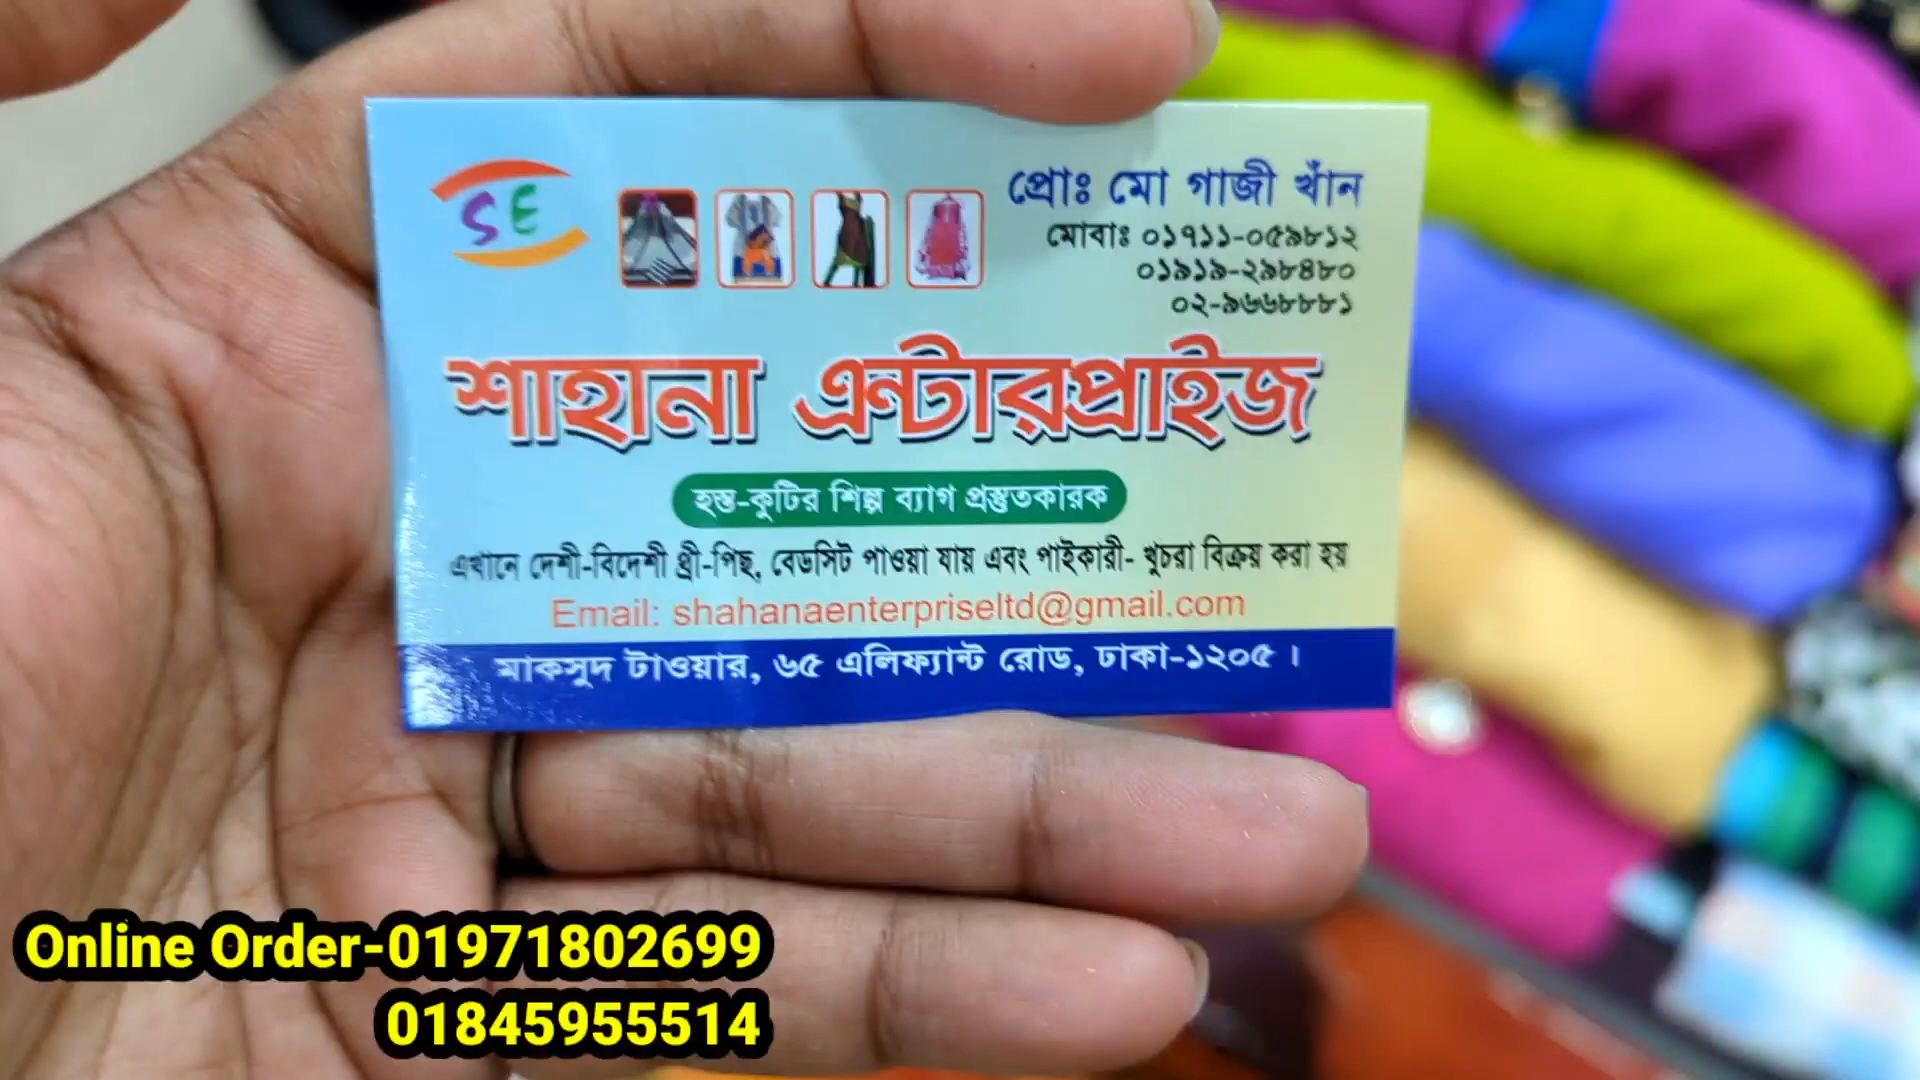 SE
প্রোঃ মো গাজী খাঁন
মোবাঃ ০১৭১১-০৫৯৮১২
০১৯১৯-২৯৮৪৮০
০২-৯৬৬৮৮৮১
শাহানা এন্টারপ্রাইজ
হস্ত-কুটির শিল্প ব্যাগ প্রস্তুতকারক
এখানে দেশী-বিদেশী থ্রী-পিছ, বেডসিট পাওয়া যায় এবং পাইকারী- খুচরা বিক্রয় করা হয়
Email: shahanaenterpriseltd@gmail.com
মাকসুদ টাওয়ার, ৬৫ এলিফ্যান্ট রোড, ঢাকা-১২০৫ ।
Online Order-01971802699
01845955514